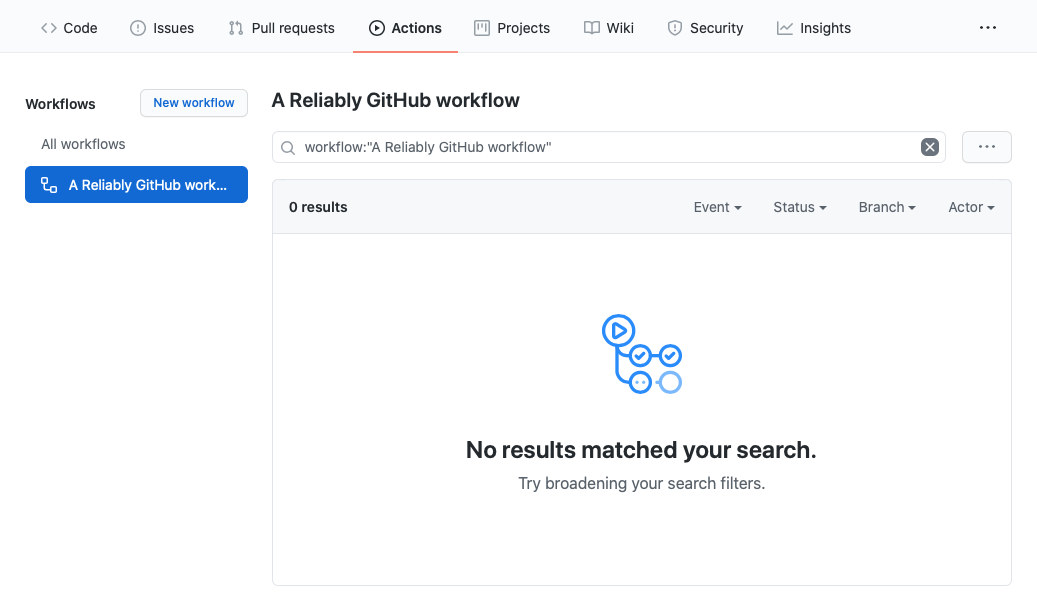 Code Issues Pull requests Actions Projects Wiki Security Insights ···
Workflows New workflow
All workflows
A Reliably GitHub work...
A Reliably GitHub workflow
workflow:"A Reliably GitHub workflow" ···
0 results Event Status Branch Actor
No results matched your search.
Try broadening your search filters.